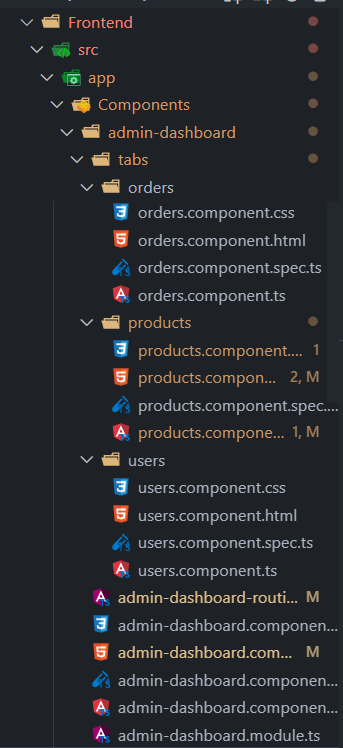 Frontend
src
app
Components
admin-dashboard
tabs
orders
orders.component.css
orders.component.html
orders.component.spec.ts
orders.component.ts
products
products.component.... 1
products.compon... 2, M
products.component.spec....
products.compone... 1, M
users
users.component.css
users.component.html
users.component.spec.ts
users.component.ts
admin-dashboard-routi... M
admin-dashboard.componen...
admin-dashboard.com... M
admin-dashboard.componen...
admin-dashboard.componen...
admin-dashboard.module.ts